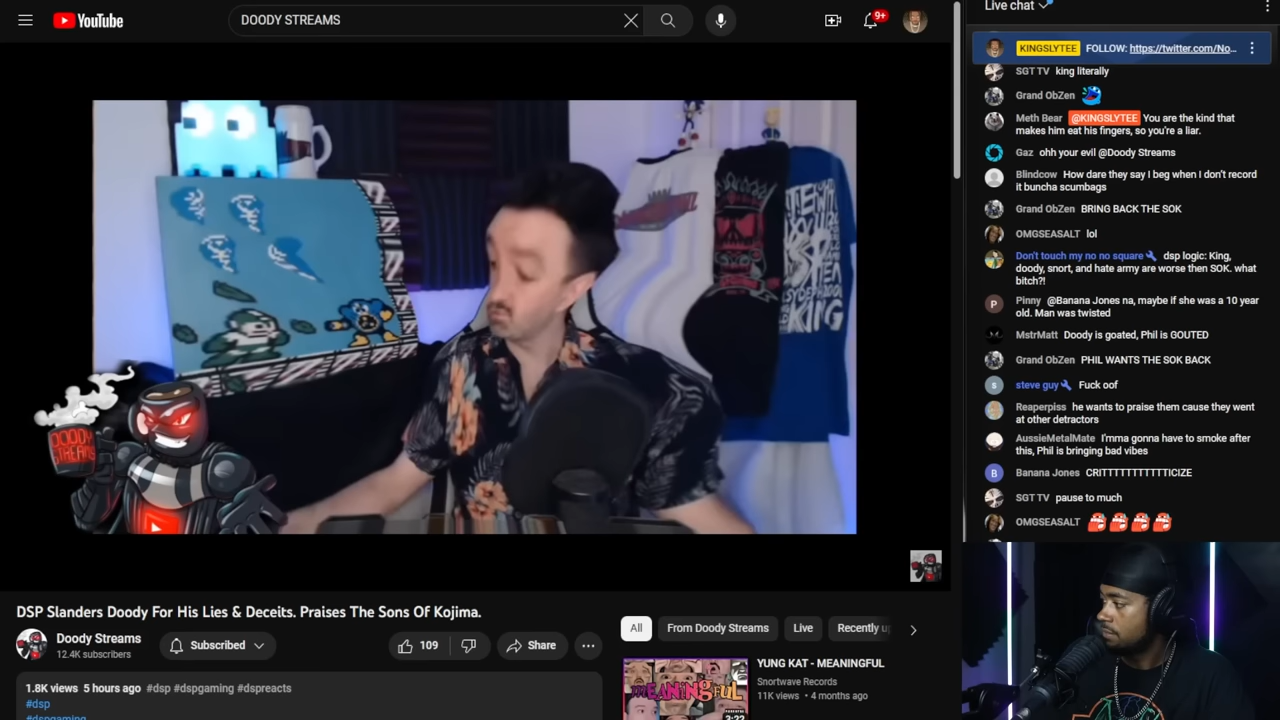 YouTube
DOODY STREAMS
9+
Live chat
KINGSLYTEE FOLLOW: https://twitter.com/No...
SGT TV king literally
Grand ObZen
Meth Bear @KINGSLYTEE You are the kind that
makes him eat his fingers, so you're a liar.
Gaz ohh your evil @Doody Streams
Blindcow How dare they say I beg when I don't record
it buncha scumbags
Grand ObZen BRING BACK THE SOK
OMGSEASALT lol
Don't touch my no no square dsp logic: King,
doody, snort, and hate army are worse then SOK. what
bitch?!
P Pinny @Banana Jones na, maybe if she was a 10 year
old. Man was twisted
MstrMatt Doody is goated, Phil is GOUTED
Grand ObZen PHIL WANTS THE SOK BACK
s steve guy Fuck oof
Reaperpiss he wants to praise them cause they went
at other detractors
AussieMetalMate I'mma gonna have to smoke after
this, Phil is bringing bad vibes
B Banana Jones CRITTTTTTTTTTICIZE
SGT TV pause to much
OMGSEASALT
KING
DOODY
STREAMS
DSP Slanders Doody For His Lies & Deceits. Praises The Sons Of Kojima.
Doody Streams
12.4K subscribers
Subscribed
109
Share
1.8K views 5 hours ago #dsp #dspgaming #dspreacts
#dsp
#dspgaming
All
From Doody Streams
Live
Recently
MEANINGFUL
3:22
YUNG KAT - MEANINGFUL
Snortwave Records
11K views • 4 months ago